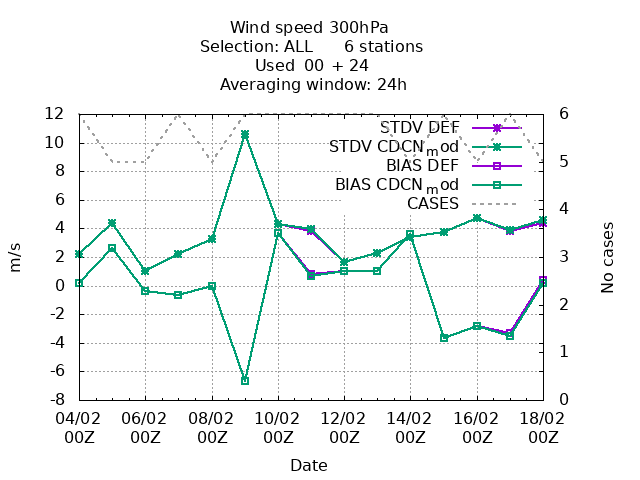 Wind speed 300hPa
Selection: ALL 6 stations
Used 00 + 24
Averaging window: 24h
12 6
STDV DEF
10
STDV CDCN_mod
8 5
BIAS DEF
BIAS CDCN_mod
6
CASES
4 4
2 3
0
-2 2
-4
-6 1
-8 0
m/s
No cases
04/02 06/02 08/02 10/02 12/02 14/02 16/02 18/02
00Z 00Z 00Z 00Z 00Z 00Z 00Z 00Z
Date